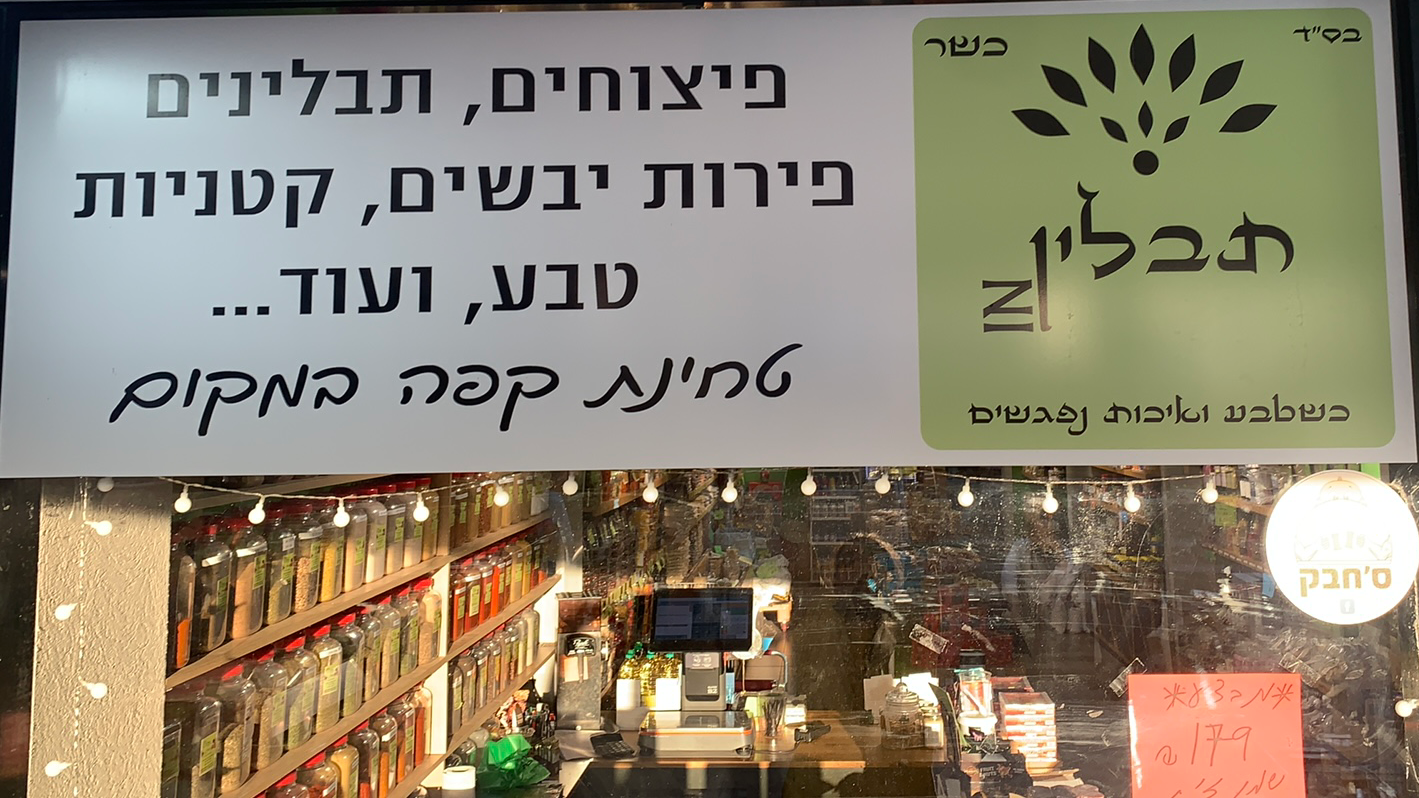 בס"ד
כשר
תבלין
IN
כשטבע ואיכות נפגשים
פיצוחים, תבלינים
פירות יבשים, קטניות
טבע, ועוד...
טחינת קפה במקום
ס'חבק
*מבצע*
179 ₪